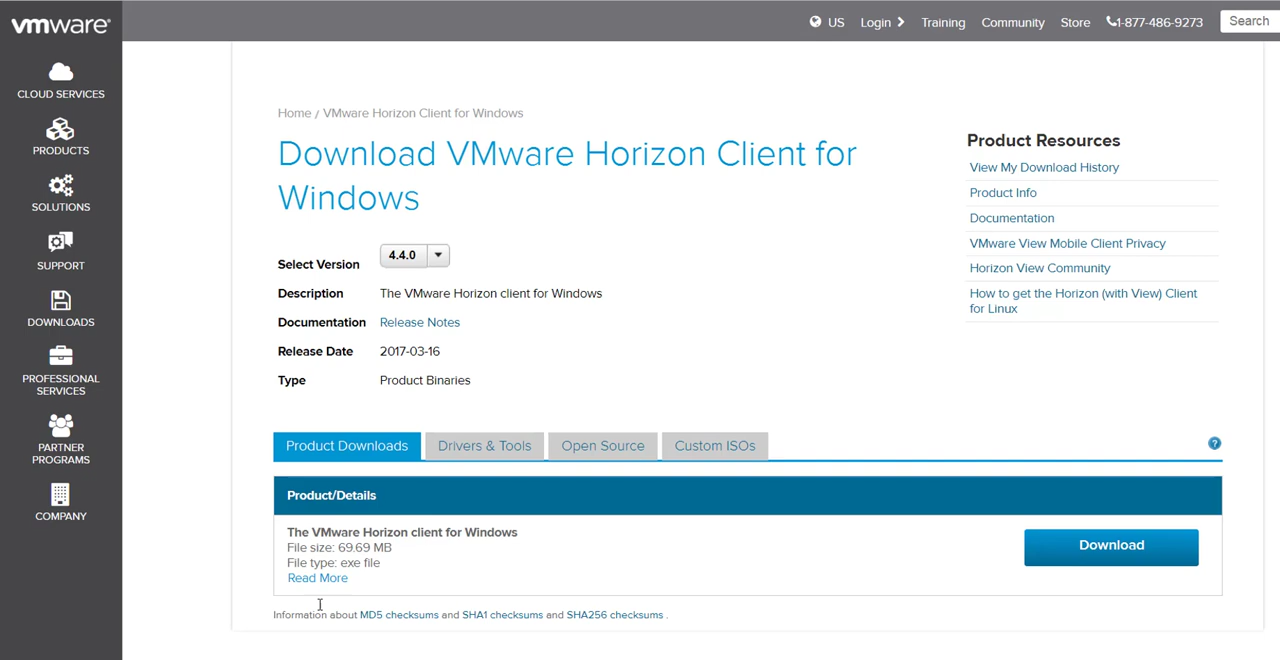 vmware
US
Login
Training
Community
Store
1-877-486-9273
Search
CLOUD SERVICES
PRODUCTS
SOLUTIONS
SUPPORT
DOWNLOADS
PROFESSIONAL
SERVICES
PARTNER
PROGRAMS
COMPANY
Home / VMware Horizon Client for Windows
Download VMware Horizon Client for
Windows
Select Version 4.4.0
Description The VMware Horizon client for Windows
Documentation Release Notes
Release Date 2017-03-16
Type Product Binaries
Product Resources
View My Download History
Product Info
Documentation
VMware View Mobile Client Privacy
Horizon View Community
How to get the Horizon (with View) Client
for Linux
Product Downloads
Drivers & Tools
Open Source
Custom ISOs
?
Product/Details
The VMware Horizon client for Windows
File size: 69.69 MB
File type: exe file
Read More
Download
Information about MD5 checksums and SHA1 checksums and SHA256 checksums .